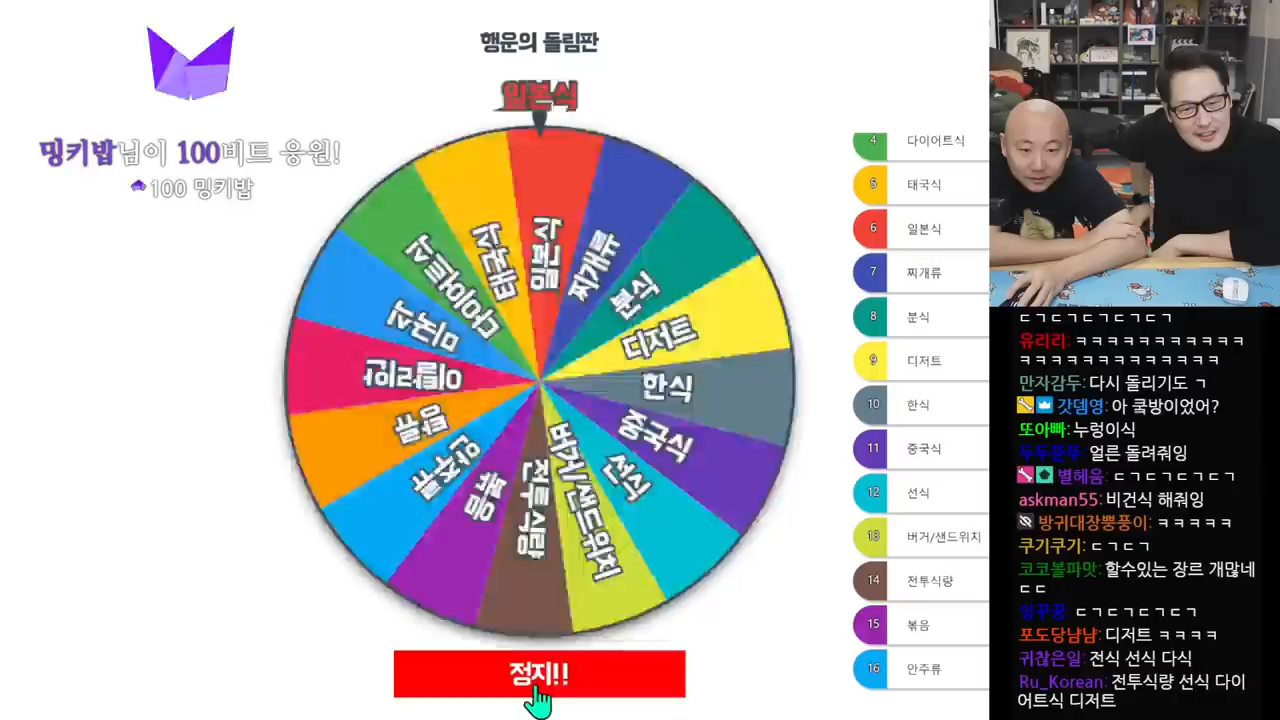 행운의 돌림판
일본식
밍키밥님이 100비트 응원!
100 밍키밥
태국식
일본식
찌개류
분식
디저트
한식
중국식
선식
버거/샌드위치
전투식량
볶음
안주류
이탈리안
미국식
다이어트식
정지!!
4 다이어트식
5 태국식
6 일본식
7 찌개류
8 분식
9 디저트
10 한식
11 중국식
12 선식
13 버거/샌드위치
14 전투식량
15 볶음
16 안주류
ㄷㄱㄷㄱㄷㄱㄷㄱㄷㄱ
유리리: ㅋㅋㅋㅋㅋㅋㅋㅋㅋㅋㅋ
ㅋㅋㅋㅋㅋㅋㅋㅋㅋㅋㅋㅋㅋ
만자감두: 다시 돌리기도 ㄱ
갓뎀영: 아 쿸방이었어?
또아빠: 누렁이식
두두뚠뚜: 얼른 돌려줘잉
별헤움: ㄷㄱㄷㄱㄷㄱㄷㄱ
askman55: 비건식 해줘잉
방귀대장뿡풍이: ㅋㅋㅋㅋㅋ
쿠기쿠기: ㄷㄱㄷㄱ
코코볼파맛: 할수있는 장르 개많네
ㄷㄷ
ㄷㄱㄷㄱㄷㄱㄷㄱ
포도당냠냠: 디저트 ㅋㅋㅋㅋ
귀찮은일: 전식 선식 다식
Ru_Korean: 전투식량 선식 다이
어트식 디저트